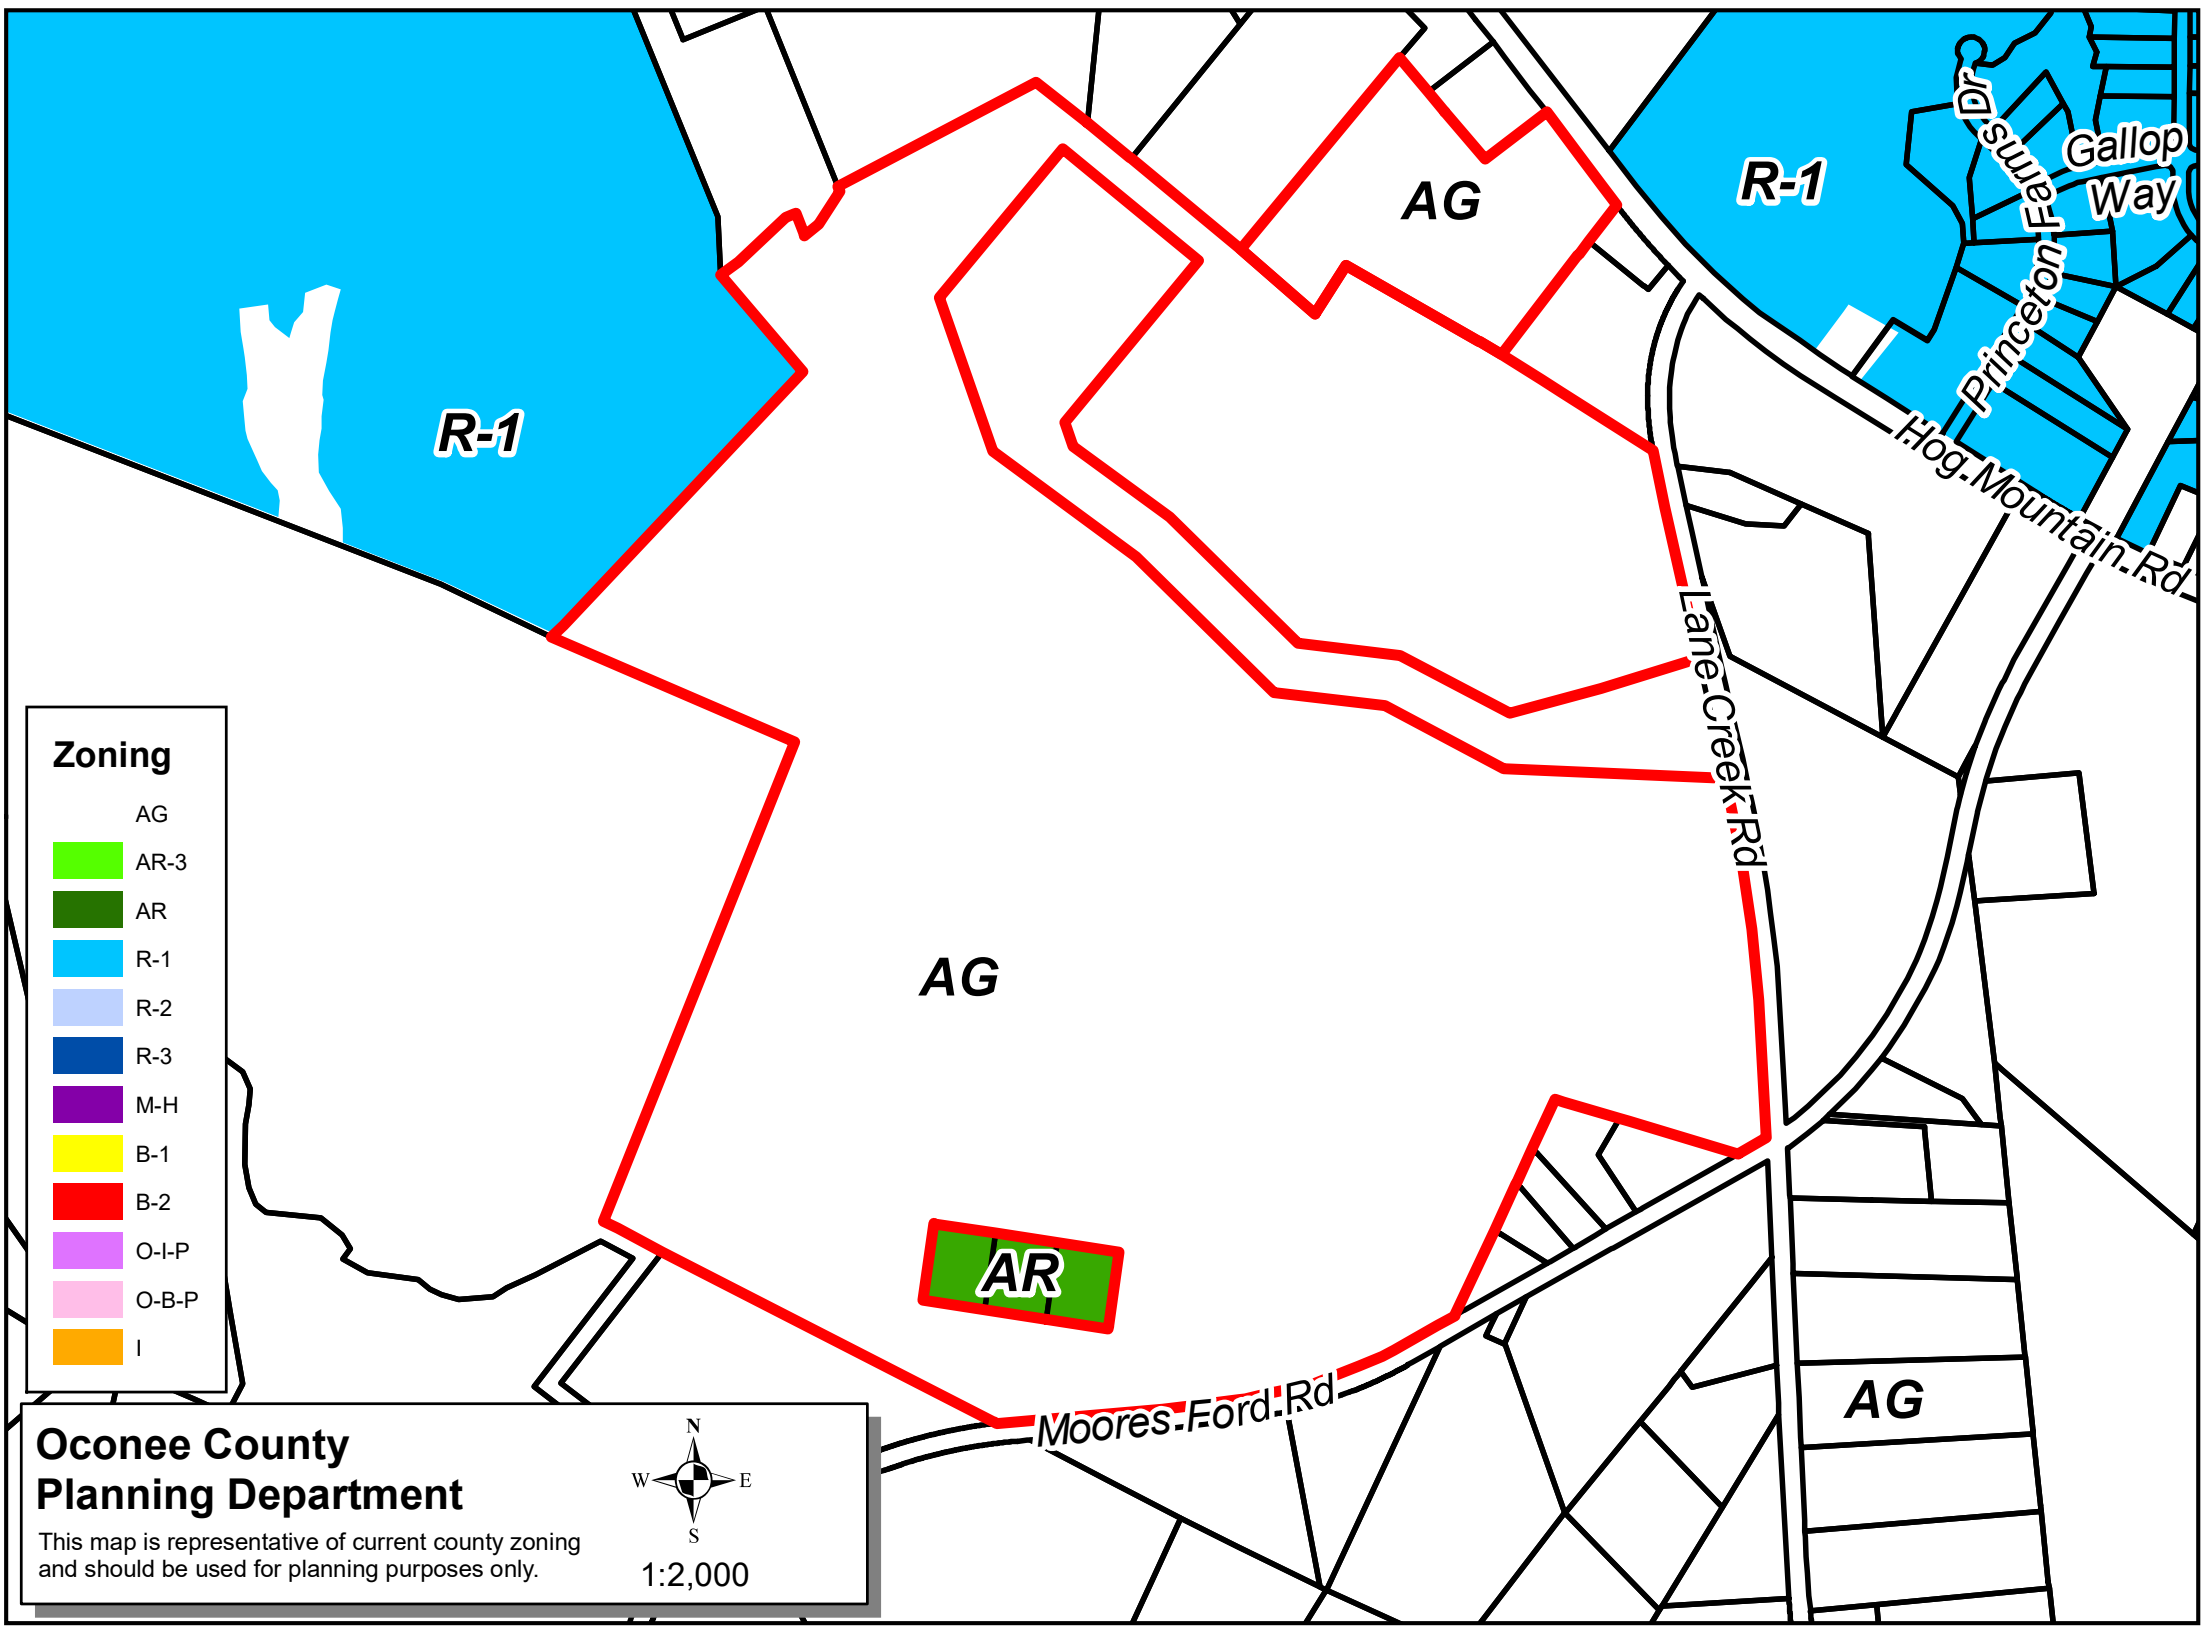 R-1
AG
R-1
Princeton Farms Dr
Gallop
Way
Hog Mountain Rd
Lane Creek Rd
AG
AR
AG
Moores Ford Rd
Zoning
AG
AR-3
AR
R-1
R-2
R-3
M-H
B-1
B-2
O-I-P
O-B-P
I
Oconee County
Planning Department
This map is representative of current county zoning
and should be used for planning purposes only.
N
W E
S
1:2,000